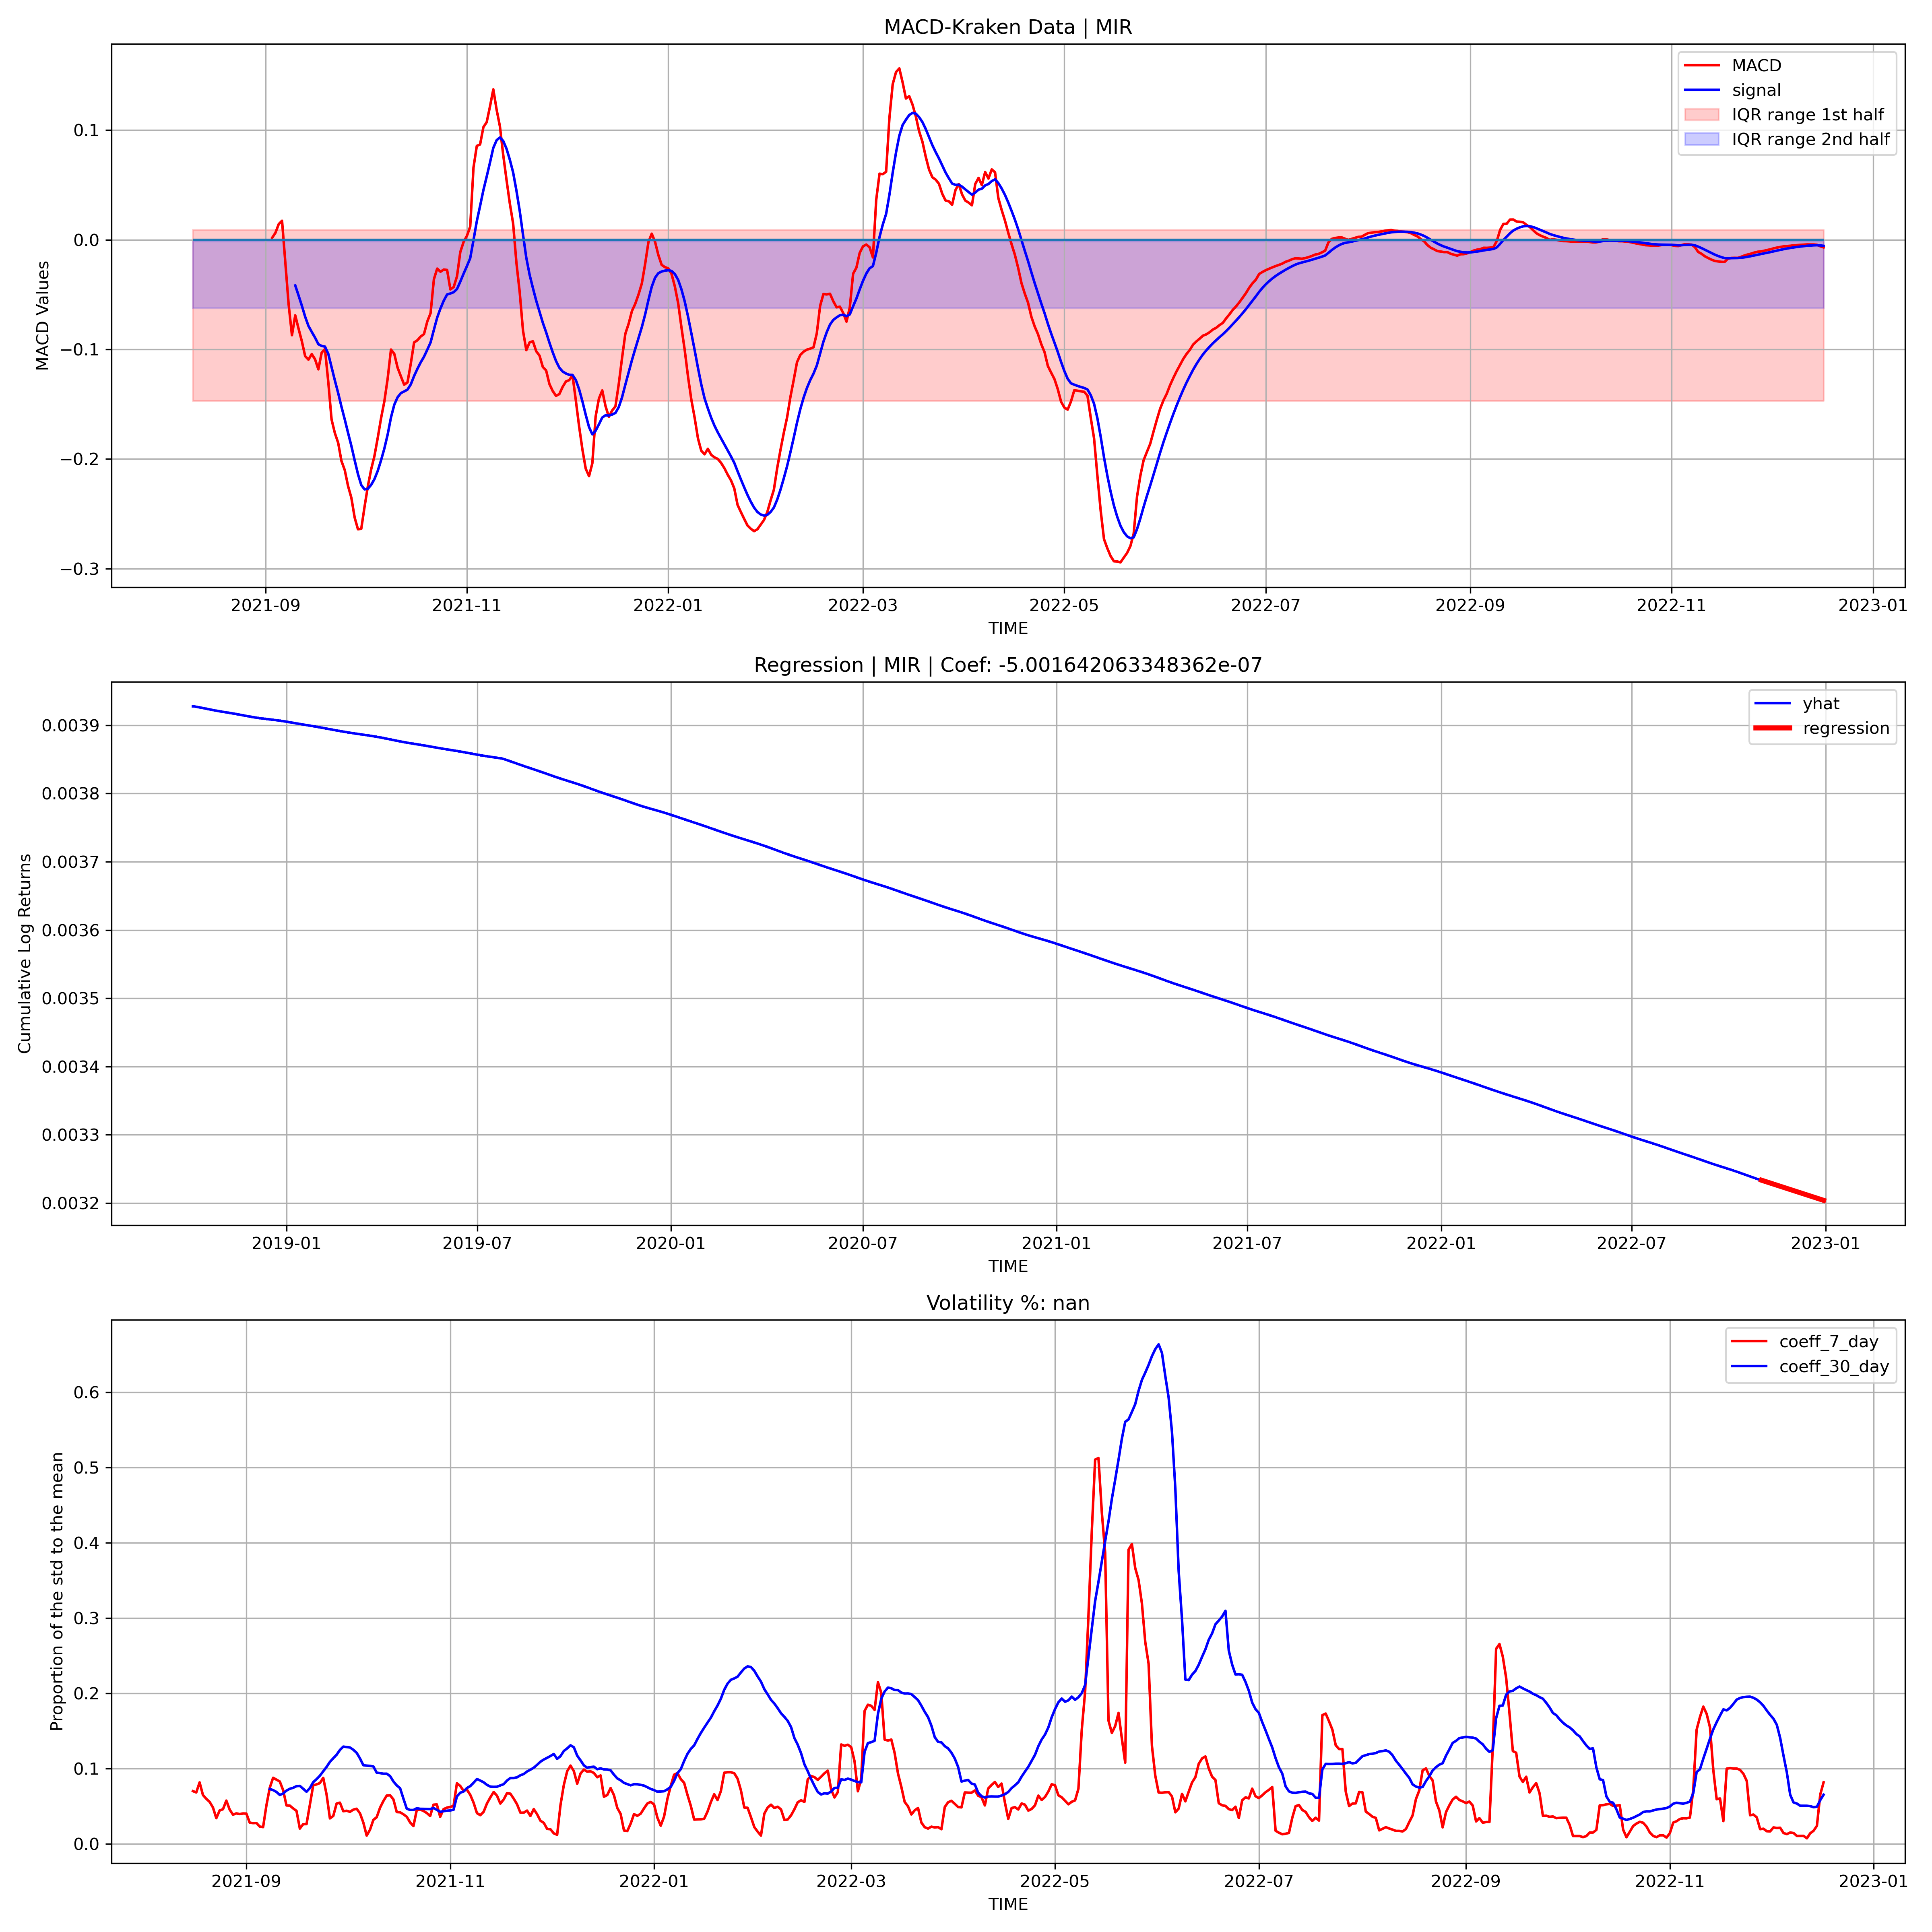 MACD-Kraken Data | MIR
MACD
signal
IQR range 1st half
IQR range 2nd half
MACD Values
0.1
0.0
−0.1
−0.2
−0.3
2021-09 2021-11 2022-01 2022-03 2022-05 2022-07 2022-09 2022-11 2023-01
TIME
Regression | MIR | Coef: -5.001642063348362e-07
yhat
regression
Cumulative Log Returns
0.0039
0.0038
0.0037
0.0036
0.0035
0.0034
0.0033
0.0032
2019-01 2019-07 2020-01 2020-07 2021-01 2021-07 2022-01 2022-07 2023-01
TIME
Volatility %: nan
coeff_7_day
coeff_30_day
Proportion of the std to the mean
0.6
0.5
0.4
0.3
0.2
0.1
0.0
2021-09 2021-11 2022-01 2022-03 2022-05 2022-07 2022-09 2022-11 2023-01
TIME